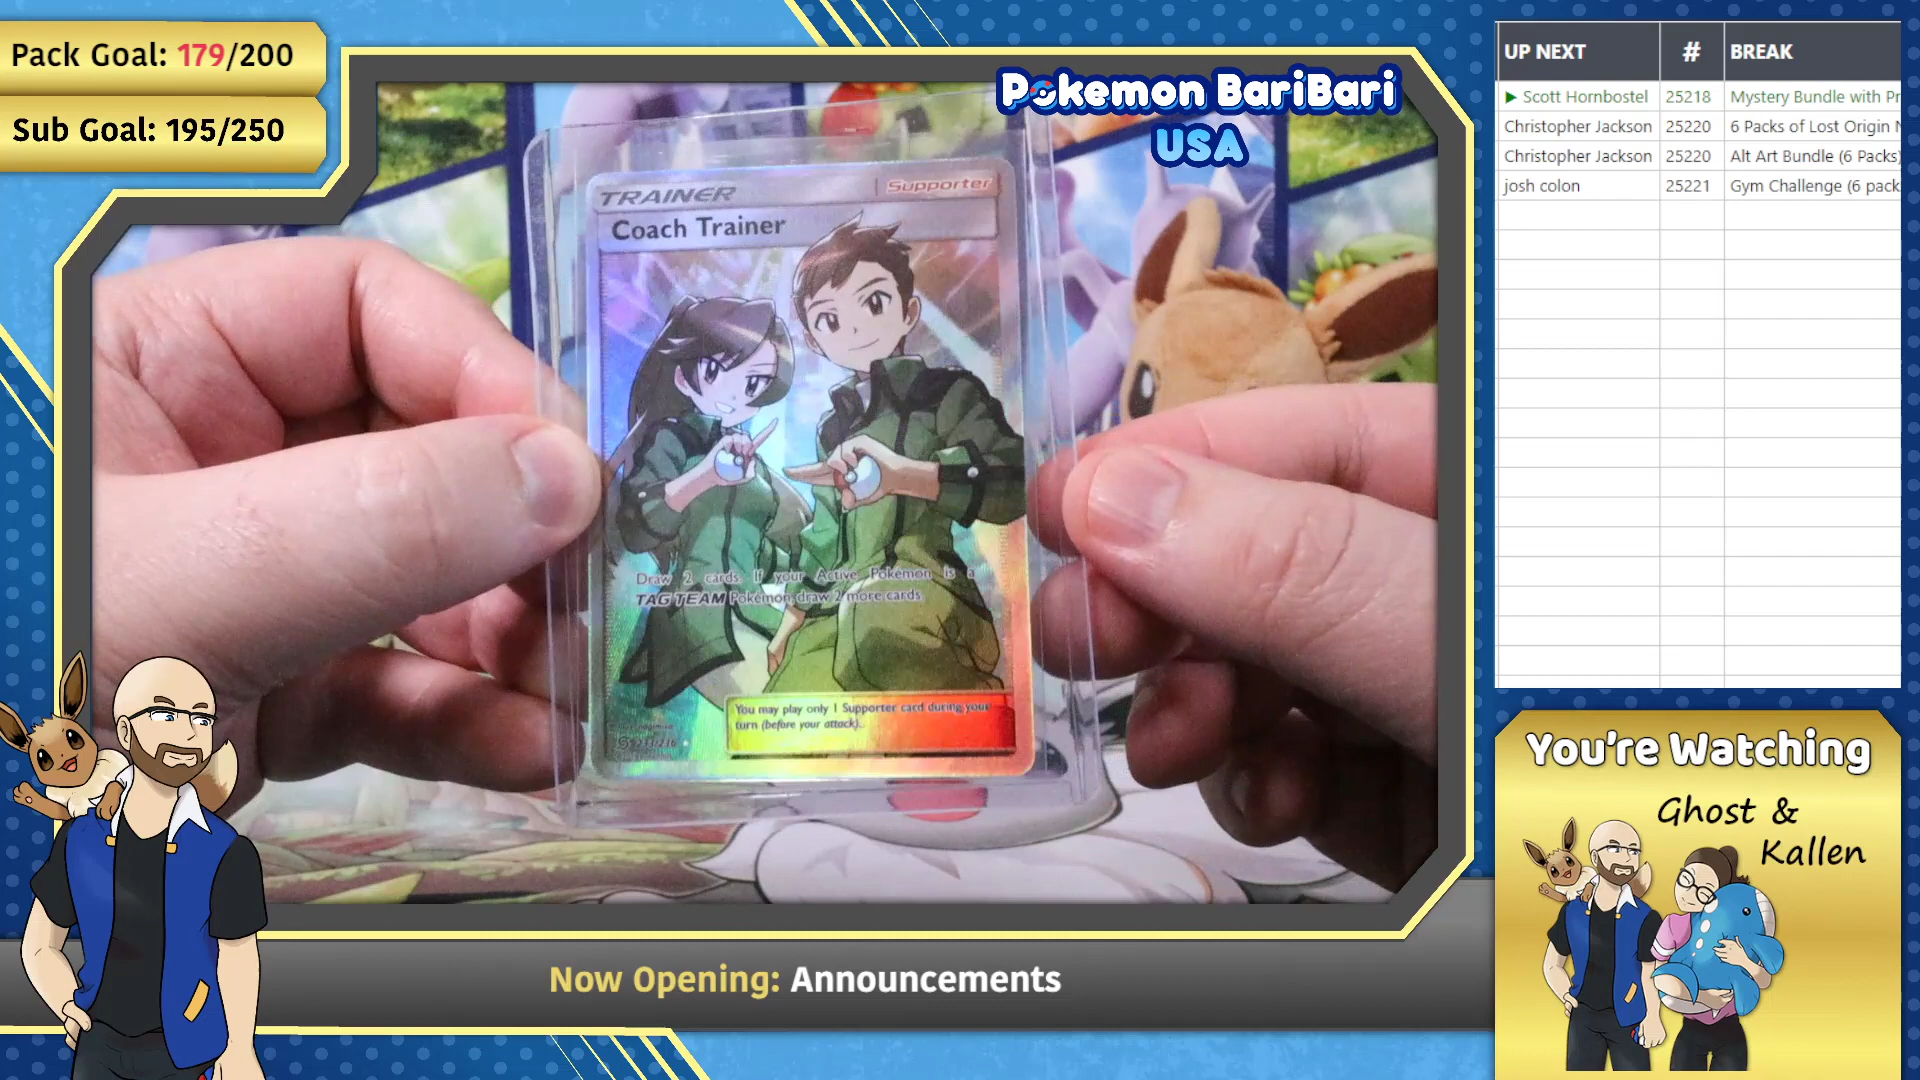 Pack Goal: 179/200
Sub Goal: 195/250
Pokemon BariBari
USA
TRAINER Supporter
Coach Trainer
Draw 2 cards. If your Active Pokémon is a
TAG TEAM Pokémon, draw 2 more cards.
You may play only 1 Supporter card during your
turn (before your attack).
233/236
UP NEXT # BREAK
▶ Scott Hornbostel 25218 Mystery Bundle with Pr
Christopher Jackson 25220 6 Packs of Lost Origin
Christopher Jackson 25220 Alt Art Bundle (6 Packs)
josh colon 25221 Gym Challenge (6 pack
You're Watching
Ghost &
Kallen
Now Opening: Announcements